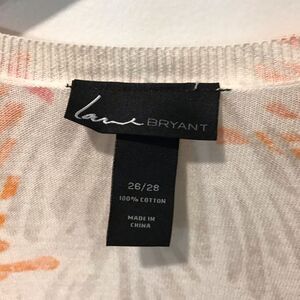 Lane BRYANT
26/28
100% COTTON
MADE IN
CHINA